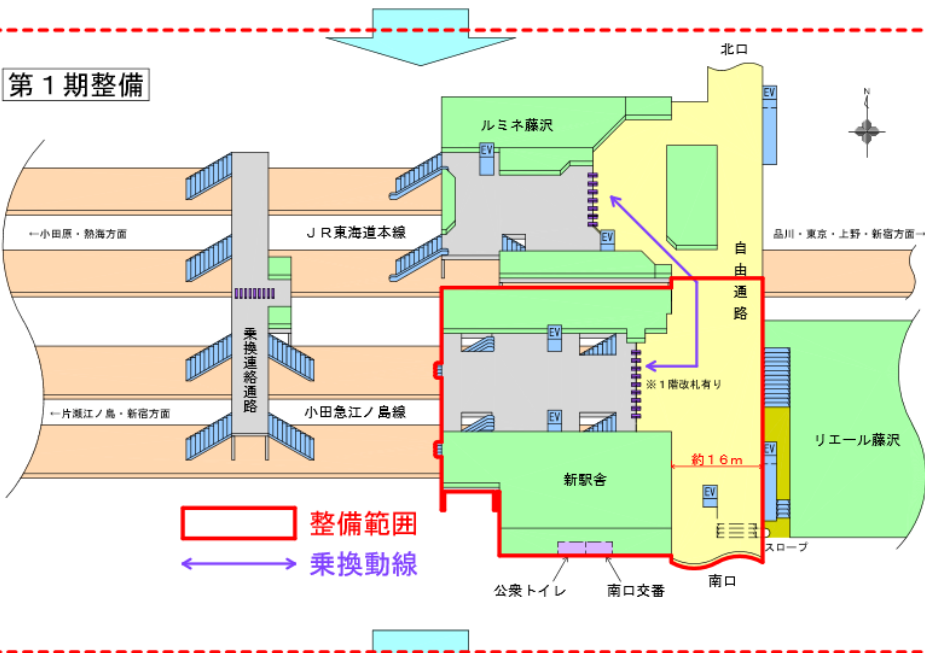 北口
第１期整備
EV
N
ルミネ藤沢
EV
←小田原・熱海方面
ＪＲ東海道本線
EV
自由通路
品川・東京・上野・新宿方面→
乗換連絡通路
EV
※１階改札有り
←片瀬江ノ島・新宿方面
小田急江ノ島線
EV
リエール藤沢
約１６ｍ
EV
新駅舎
EV
整備範囲
スロープ
乗換動線
公衆トイレ
南口交番
南口